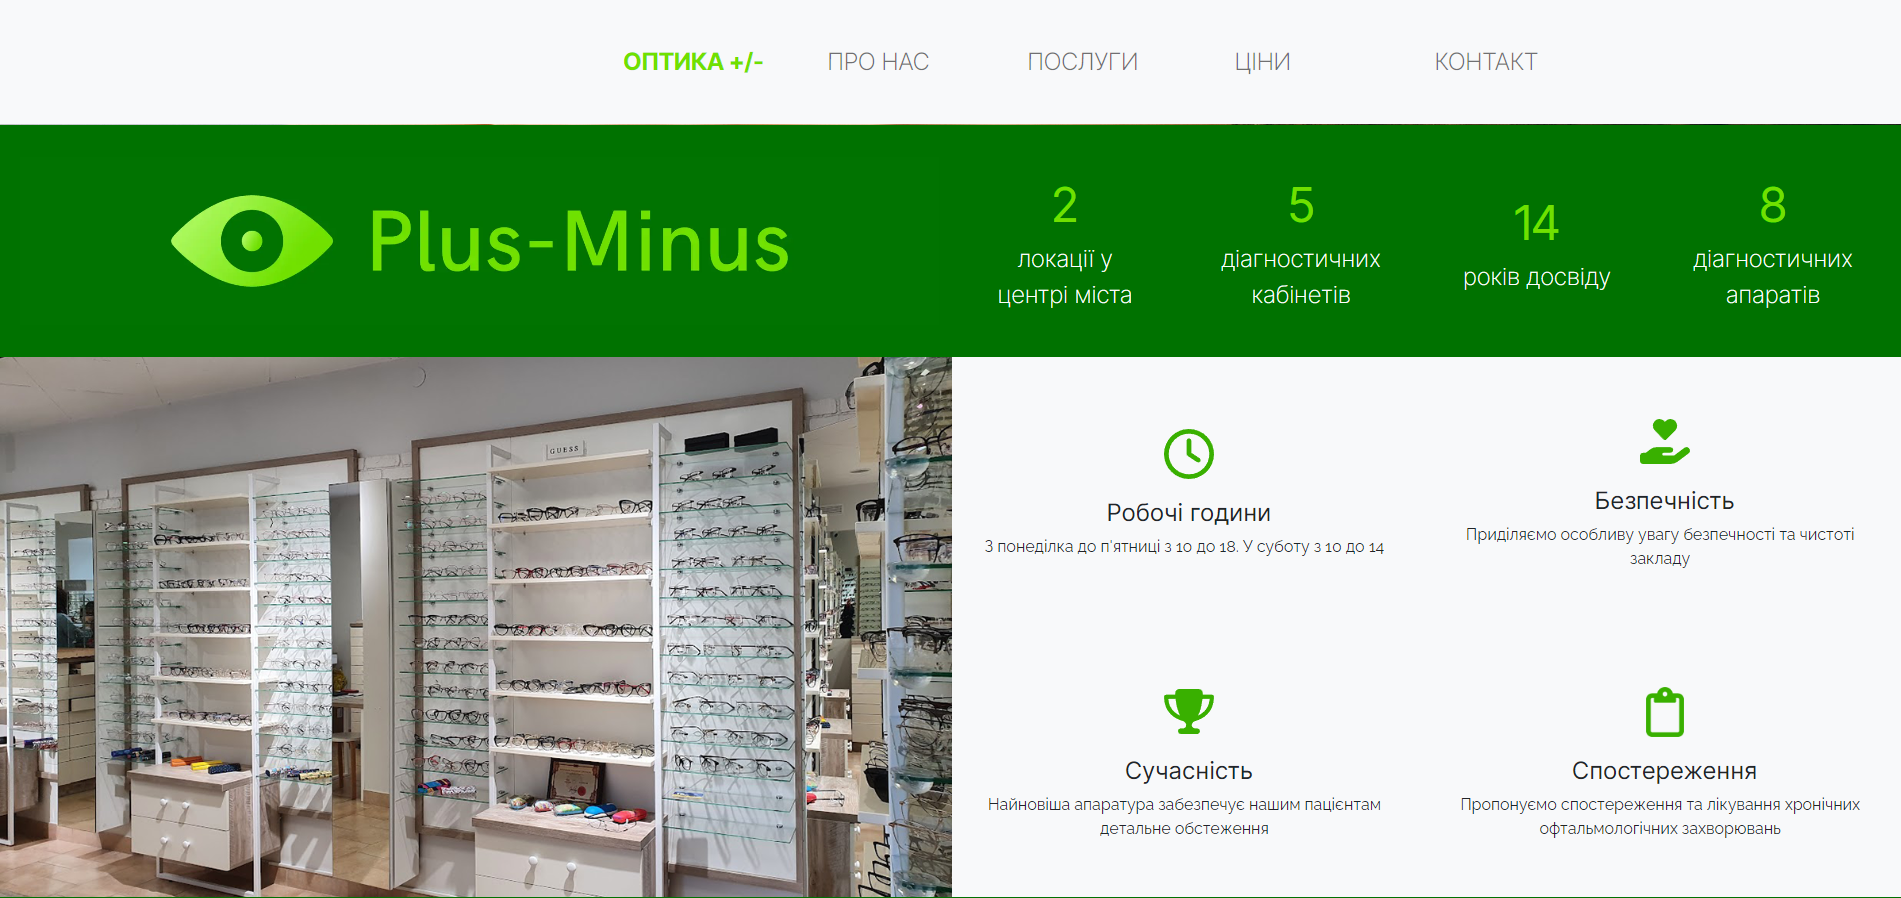 ОПТИКА +/-
ПРО НАС
ПОСЛУГИ
ЦІНИ
КОНТАКТ
Plus-Minus
2
локації у
центрі міста
5
діагностичних
кабінетів
14
років досвіду
8
діагностичних
апаратів
GUESS
Робочі години
З понеділка до п'ятниці з 10 до 18. У суботу з 10 до 14
Безпечність
Приділяємо особливу увагу безпечності та чистоті
закладу
Сучасність
Найновіша апаратура забезпечує нашим пацієнтам
детальне обстеження
Спостереження
Пропонуємо спостереження та лікування хронічних
офтальмологічних захворювань